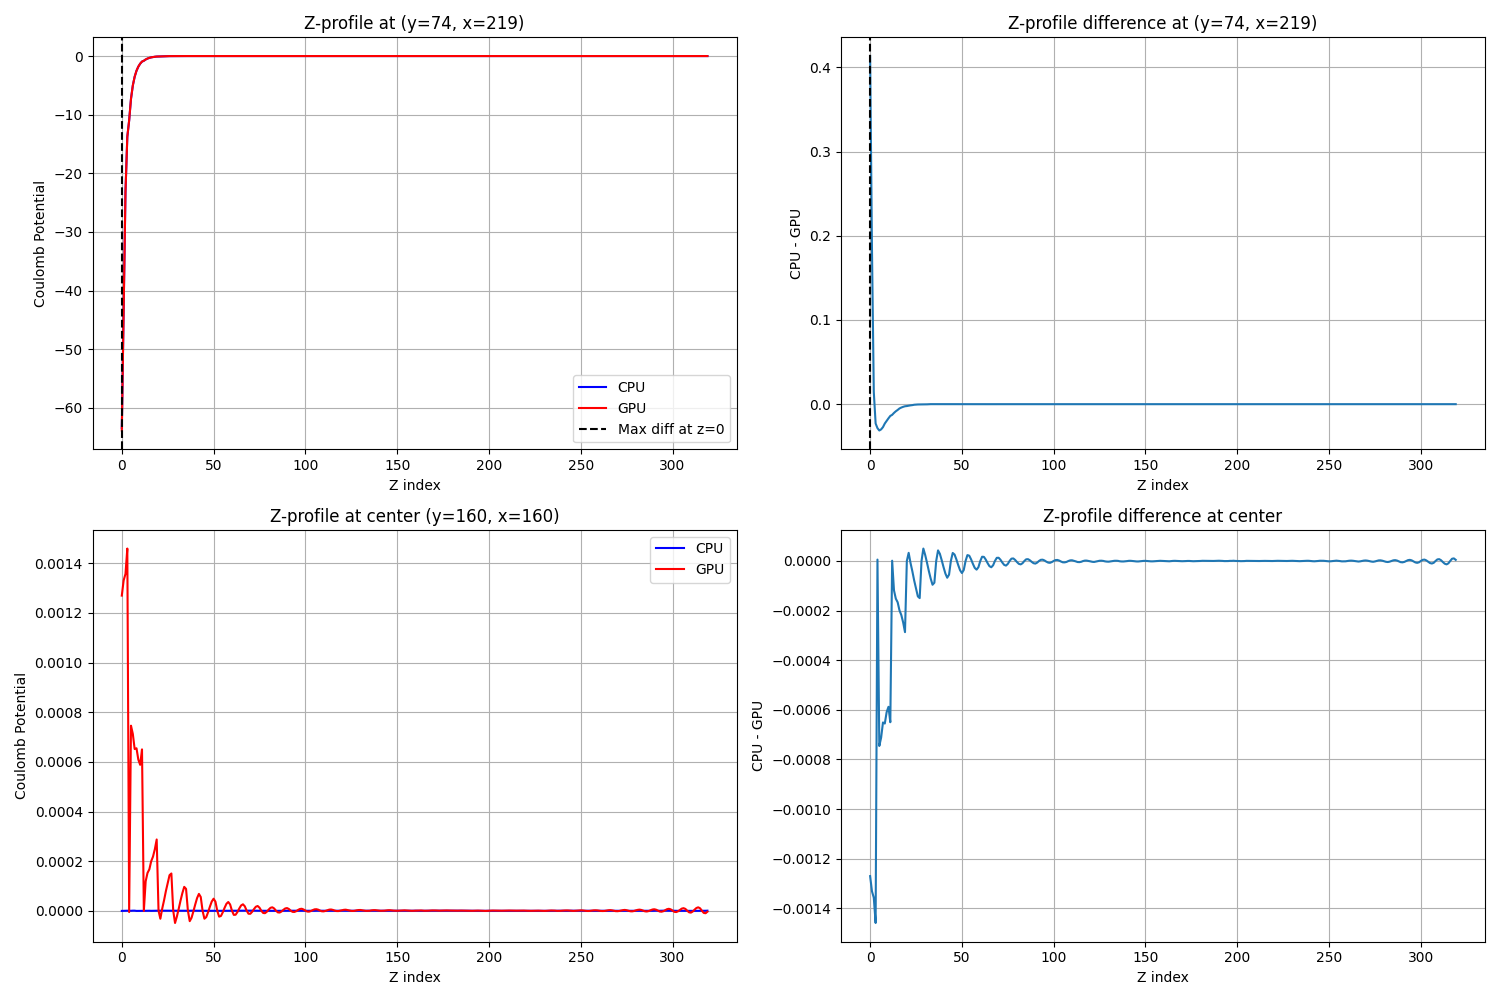 Z-profile at (y=74, x=219)
Coulomb Potential
0
−10
−20
−30
−40
−50
−60
CPU
GPU
Max diff at z=0
0 50 100 150 200 250 300
Z index
Z-profile difference at (y=74, x=219)
CPU - GPU
0.4
0.3
0.2
0.1
0.0
0 50 100 150 200 250 300
Z index
Z-profile at center (y=160, x=160)
Coulomb Potential
0.0014
0.0012
0.0010
0.0008
0.0006
0.0004
0.0002
0.0000
CPU
GPU
0 50 100 150 200 250 300
Z index
Z-profile difference at center
CPU - GPU
0.0000
−0.0002
−0.0004
−0.0006
−0.0008
−0.0010
−0.0012
−0.0014
0 50 100 150 200 250 300
Z index